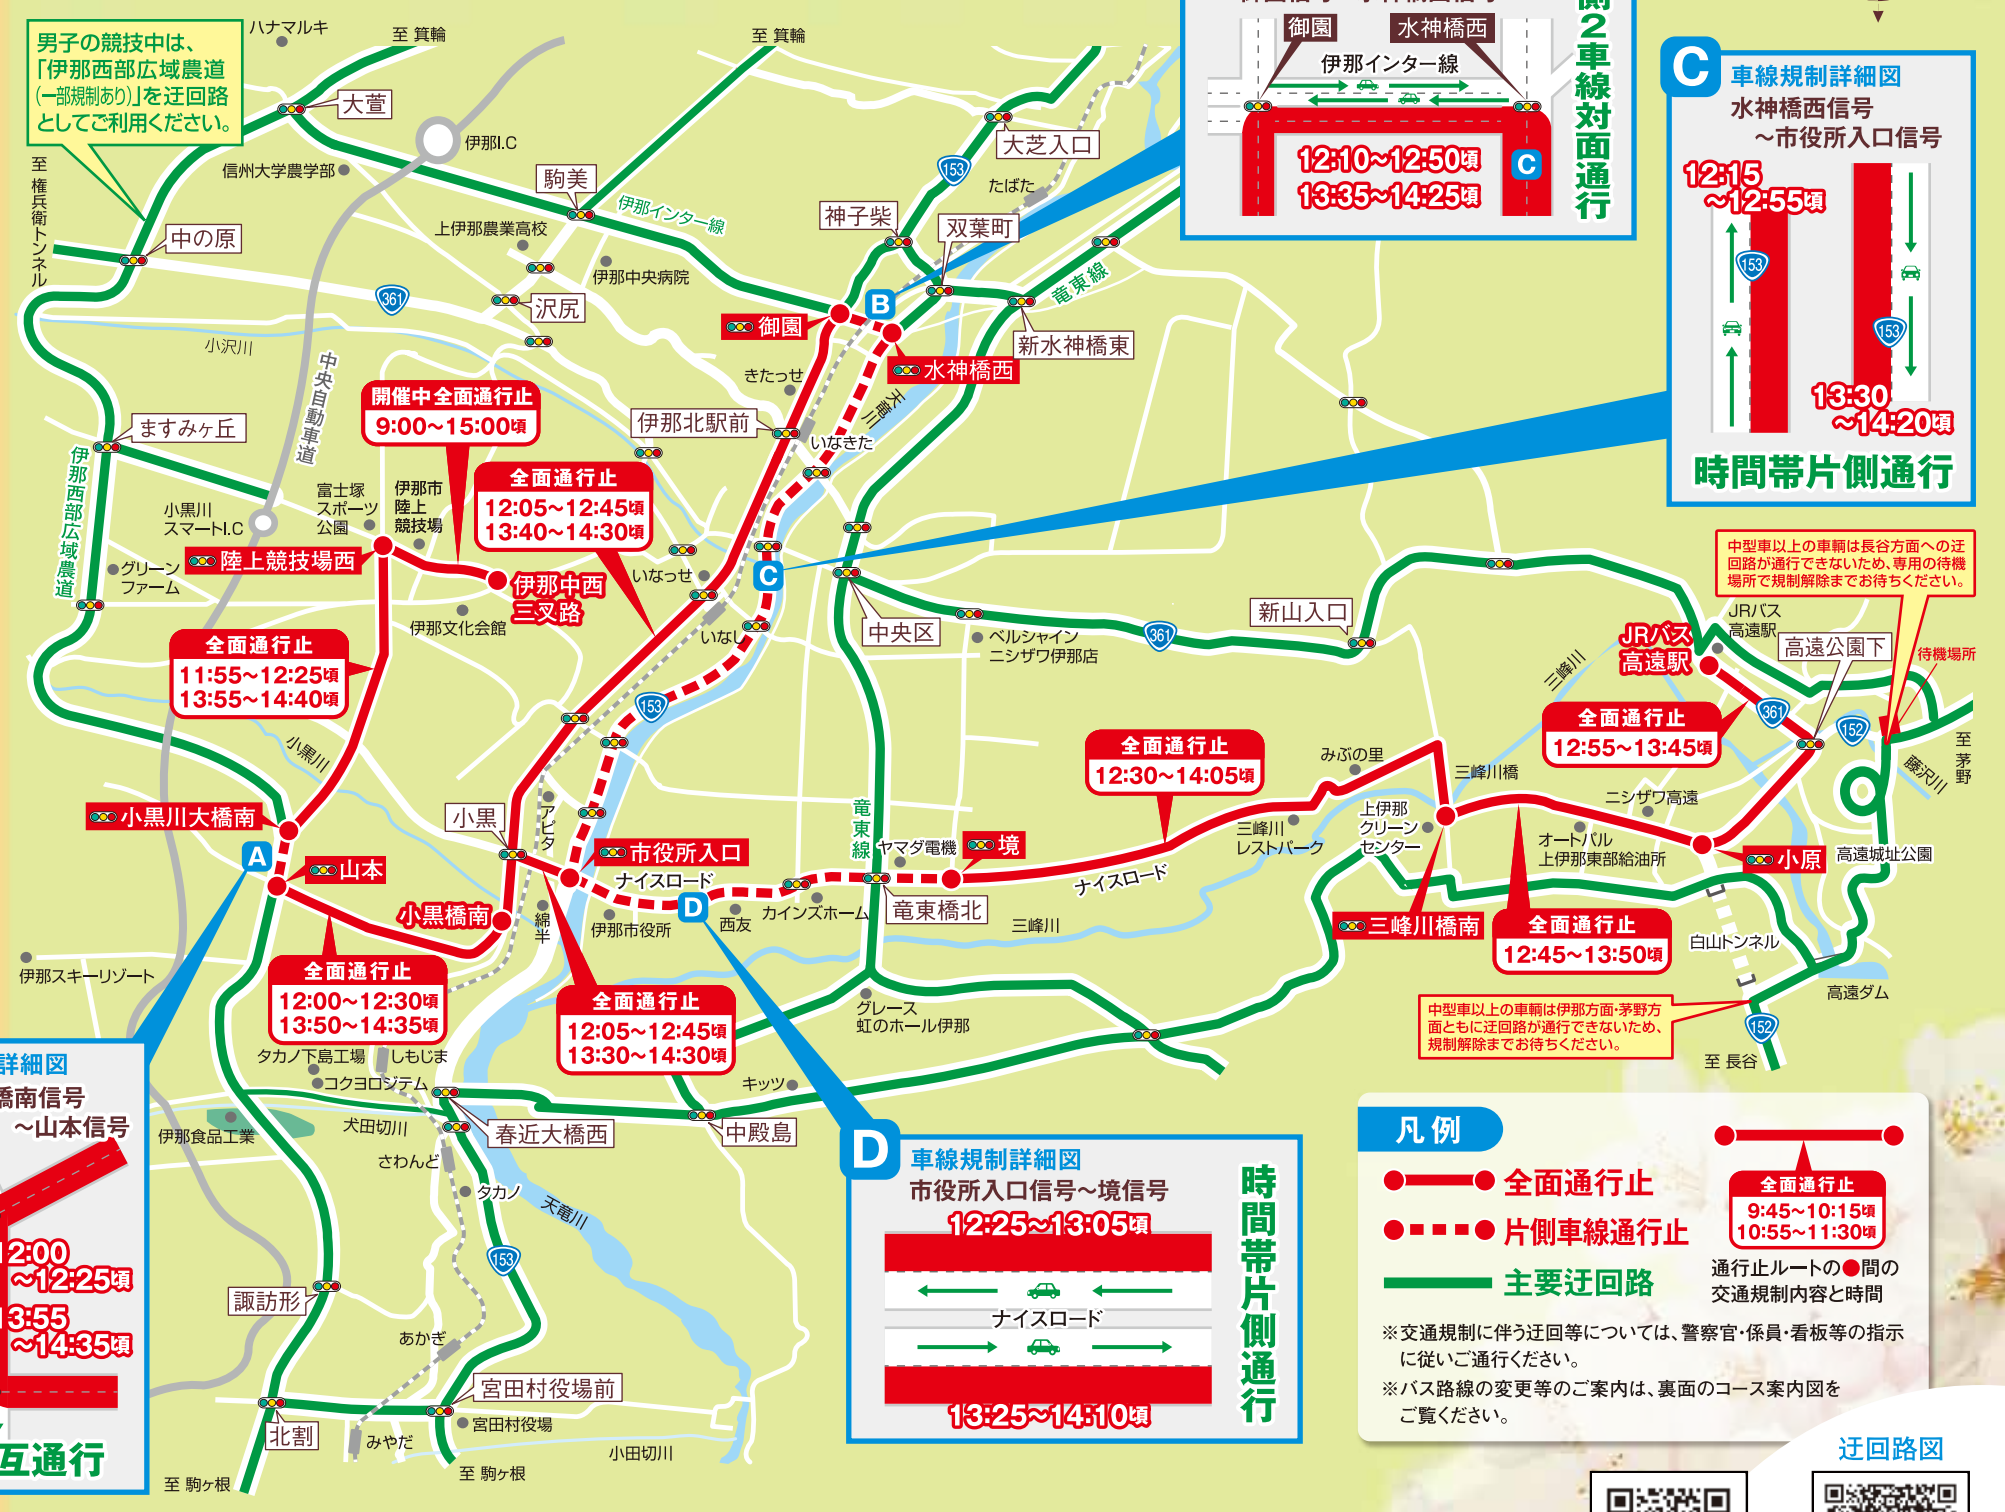 男子の競技中は、
「伊那西部広域農道
(一部規制あり)」を迂回路
としてご利用ください。
ハナマルキ
至 箕輪
至 箕輪
大萱
伊那I.C
信州大学農学部
至 権兵衛トンネル
中の原
駒美
伊那インター線
上伊那農業高校
伊那中央病院
沢尻
361
小沢川
中央自動車道
大芝入口
153
たばた
神子柴
双葉町
竜東線
新水神橋東
御園
B
水神橋西
天竜川
きたっせ
伊那北駅前
いなきた
ますみヶ丘
伊那西部広域農道
小黒川
スマートI.C
グリーン
ファーム
富士塚
スポーツ
公園
伊那市
陸上
競技場
開催中全面通行止
9:00～15:00頃
全面通行止
12:05～12:45頃
13:40～14:30頃
陸上競技場西
伊那中西
三叉路
伊那文化会館
いなっせ
いなし
C
153
全面通行止
11:55～12:25頃
13:55～14:40頃
小黒川
小黒川大橋南
A
山本
小黒
アピタ
小黒橋南
綿半
市役所入口
ナイスロード
D
伊那市役所
西友
カインズホーム
竜東線
ヤマダ電機
境
竜東橋北
中央区
ベルシャイン
ニシザワ伊那店
361
新山入口
全面通行止
12:30～14:05頃
みぶの里
三峰川
レストパーク
ナイスロード
三峰川
上伊那
クリーン
センター
三峰川橋
三峰川
三峰川橋南
ニシザワ高遠
オートパル
上伊那東部給油所
小原
高遠城址公園
全面通行止
12:45～13:50頃
白山トンネル
高遠ダム
152
至 長谷
中型車以上の車輌は伊那方面・茅野方
面ともに迂回路が通行できないため、
規制解除までお待ちください。
中型車以上の車輌は長谷方面への迂
回路が通行できないため、専用の待機
場所で規制解除までお待ちください。
JRバス
高遠駅
JRバス
高遠駅
高遠公園下
待機場所
全面通行止
12:55～13:45頃
361
152
藤沢川
至 茅野
伊那スキーリゾート
全面通行止
12:00～12:30頃
13:50～14:35頃
全面通行止
12:05～12:45頃
13:30～14:30頃
グレース
虹のホール伊那
タカノ下島工場
しもじま
コクヨロジテム
キッツ
伊那食品工業
犬田切川
春近大橋西
中殿島
さわんど
タカノ
天竜川
153
諏訪形
あかぎ
宮田村役場前
宮田村役場
北割
みやだ
小田切川
至 駒ヶ根
至 駒ヶ根
詳細図
橋南信号
～山本信号
2:00
～12:25頃
3:55
～14:35頃
互通行
御園
水神橋西
伊那インター線
12:10～12:50頃
13:35～14:25頃
C
側2車線対面通行
C
車線規制詳細図
水神橋西信号
～市役所入口信号
12:15
～12:55頃
153
153
13:30
～14:20頃
時間帯片側通行
D
車線規制詳細図
市役所入口信号～境信号
12:25～13:05頃
ナイスロード
13:25～14:10頃
時間帯片側通行
凡例
全面通行止
片側車線通行止
主要迂回路
全面通行止
9:45～10:15頃
10:55～11:30頃
通行止ルートの●間の
交通規制内容と時間
※交通規制に伴う迂回等については、警察官・係員・看板等の指示
に従いご通行ください。
※バス路線の変更等のご案内は、裏面のコース案内図を
ご覧ください。
迂回路図